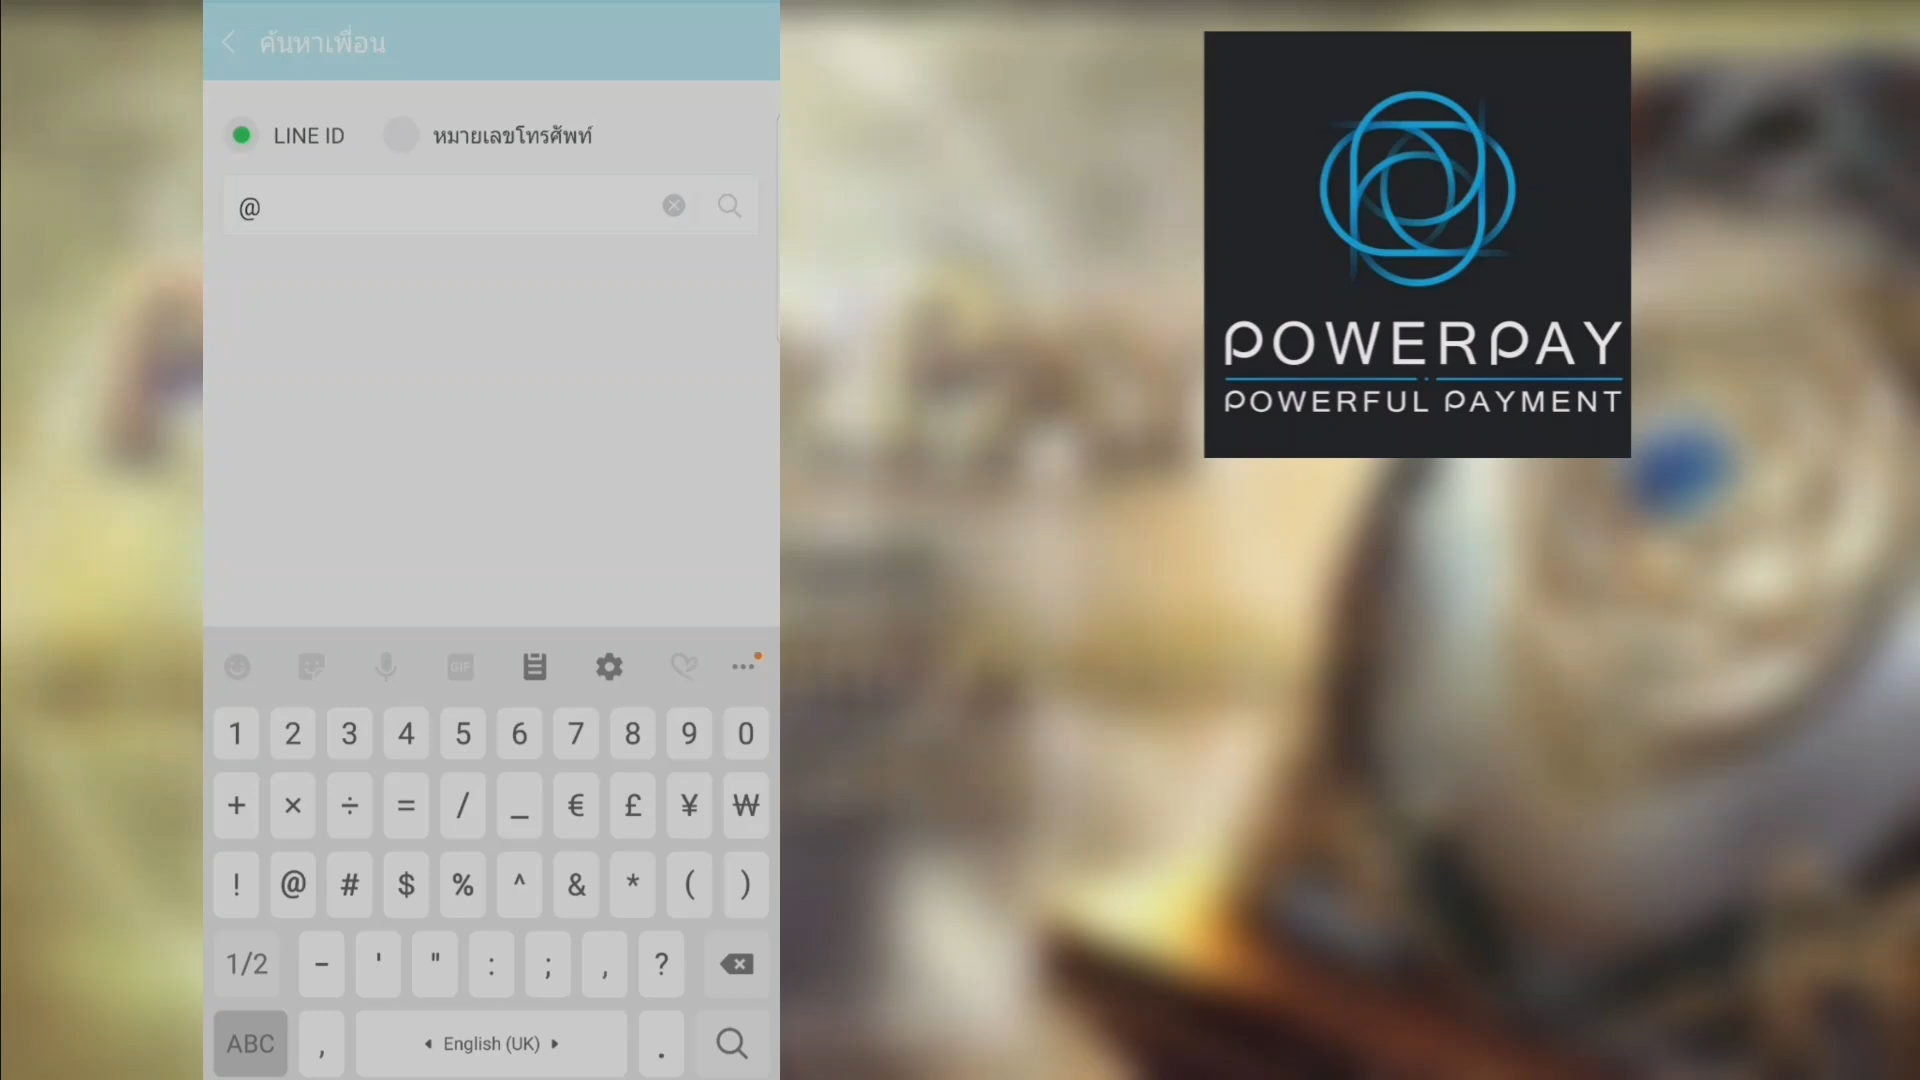 ค้นหาเพื่อน
LINE ID หมายเลขโทรศัพท์
@
GIF
1 2 3 4 5 6 7 8 9 0
+ × ÷ = / _ € £ ¥ ₩
! @ # $ % ^ & * ( )
1/2 - ' " : ; , ?
ABC , English (UK) .
POWERPAY
POWERFUL PAYMENT